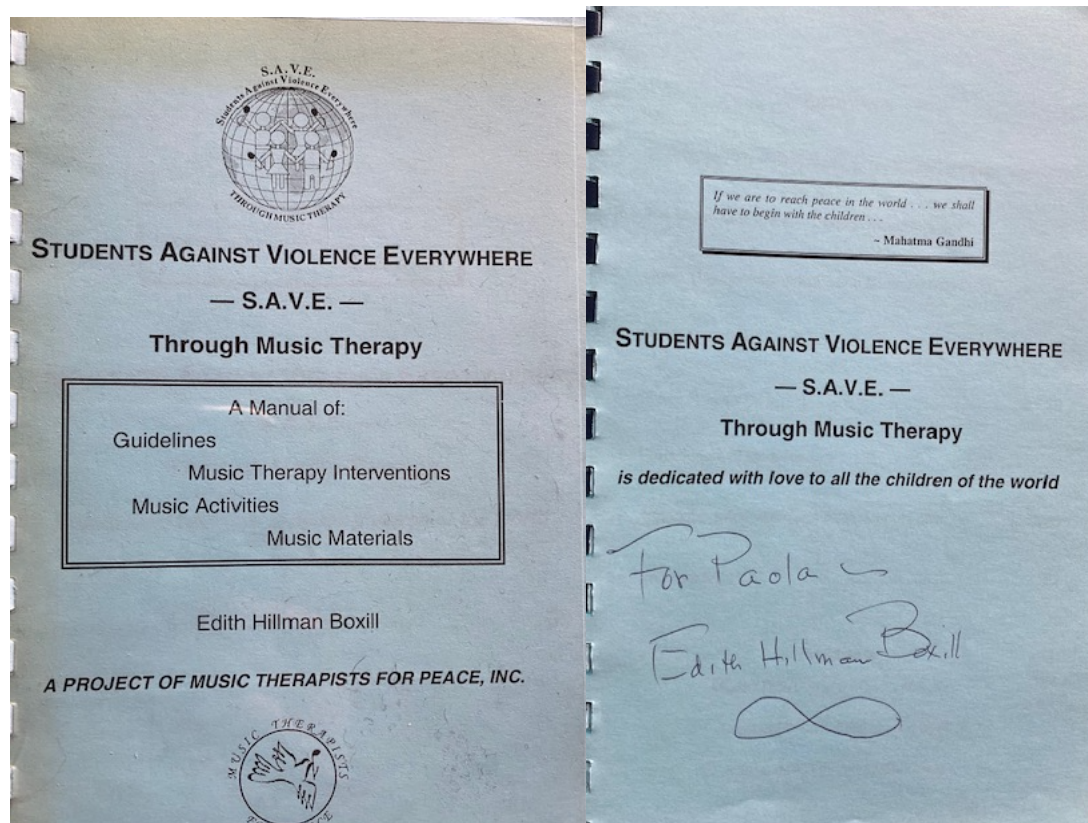 S.A.V.E.
Students Against Violence Everywhere
THROUGH MUSIC THERAPY
STUDENTS AGAINST VIOLENCE EVERYWHERE
— S.A.V.E. —
Through Music Therapy
A Manual of:
Guidelines
Music Therapy Interventions
Music Activities
Music Materials
Edith Hillman Boxill
A PROJECT OF MUSIC THERAPISTS FOR PEACE, INC.
MUSIC THERAPISTS
If we are to reach peace in the world . . . we shall
have to begin with the children . . .
~ Mahatma Gandhi
STUDENTS AGAINST VIOLENCE EVERYWHERE
— S.A.V.E. —
Through Music Therapy
is dedicated with love to all the children of the world
For Paola ~
Edith Hillman Boxill